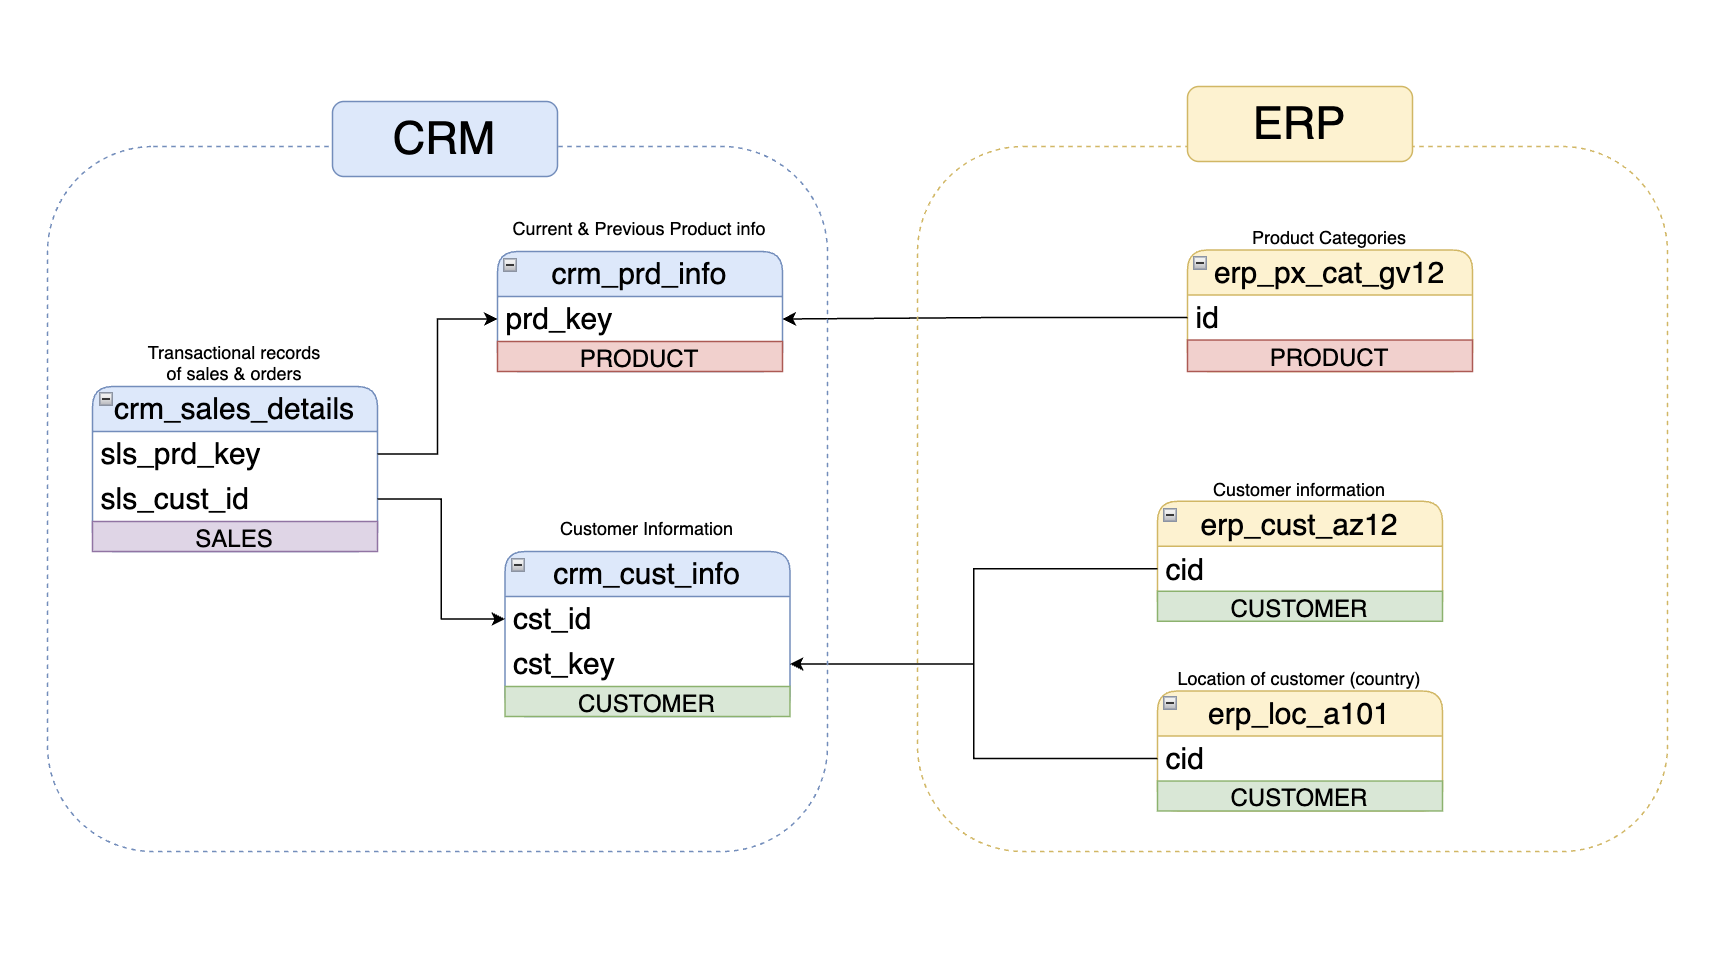 CRM
Current & Previous Product info
crm_prd_info
prd_key
PRODUCT
Transactional records
of sales & orders
crm_sales_details
sls_prd_key
sls_cust_id
SALES
Customer Information
crm_cust_info
cst_id
cst_key
CUSTOMER
ERP
Product Categories
erp_px_cat_gv12
id
PRODUCT
Customer information
erp_cust_az12
cid
CUSTOMER
Location of customer (country)
erp_loc_a101
cid
CUSTOMER